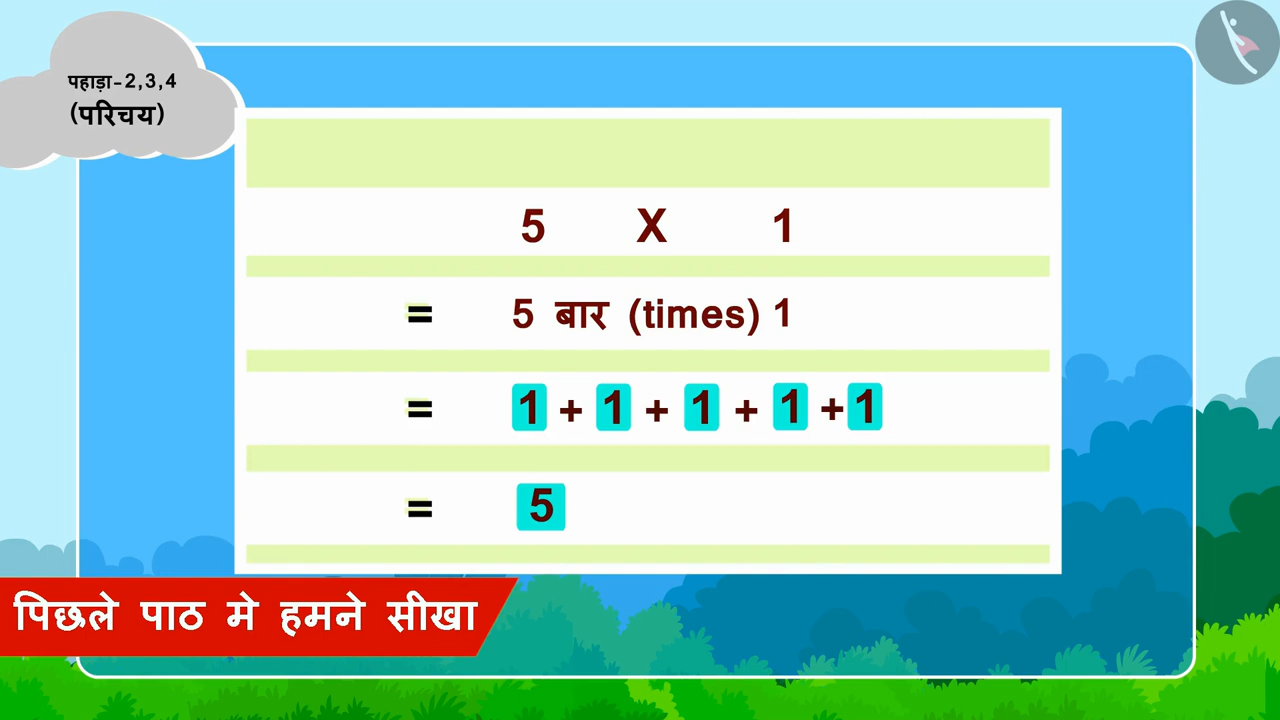 पहाड़ा-2,3,4
(परिचय)
5 X 1
= 5 बार (times) 1
= 1 + 1 + 1 + 1 + 1
= 5
पिछले पाठ मे हमने सीखा